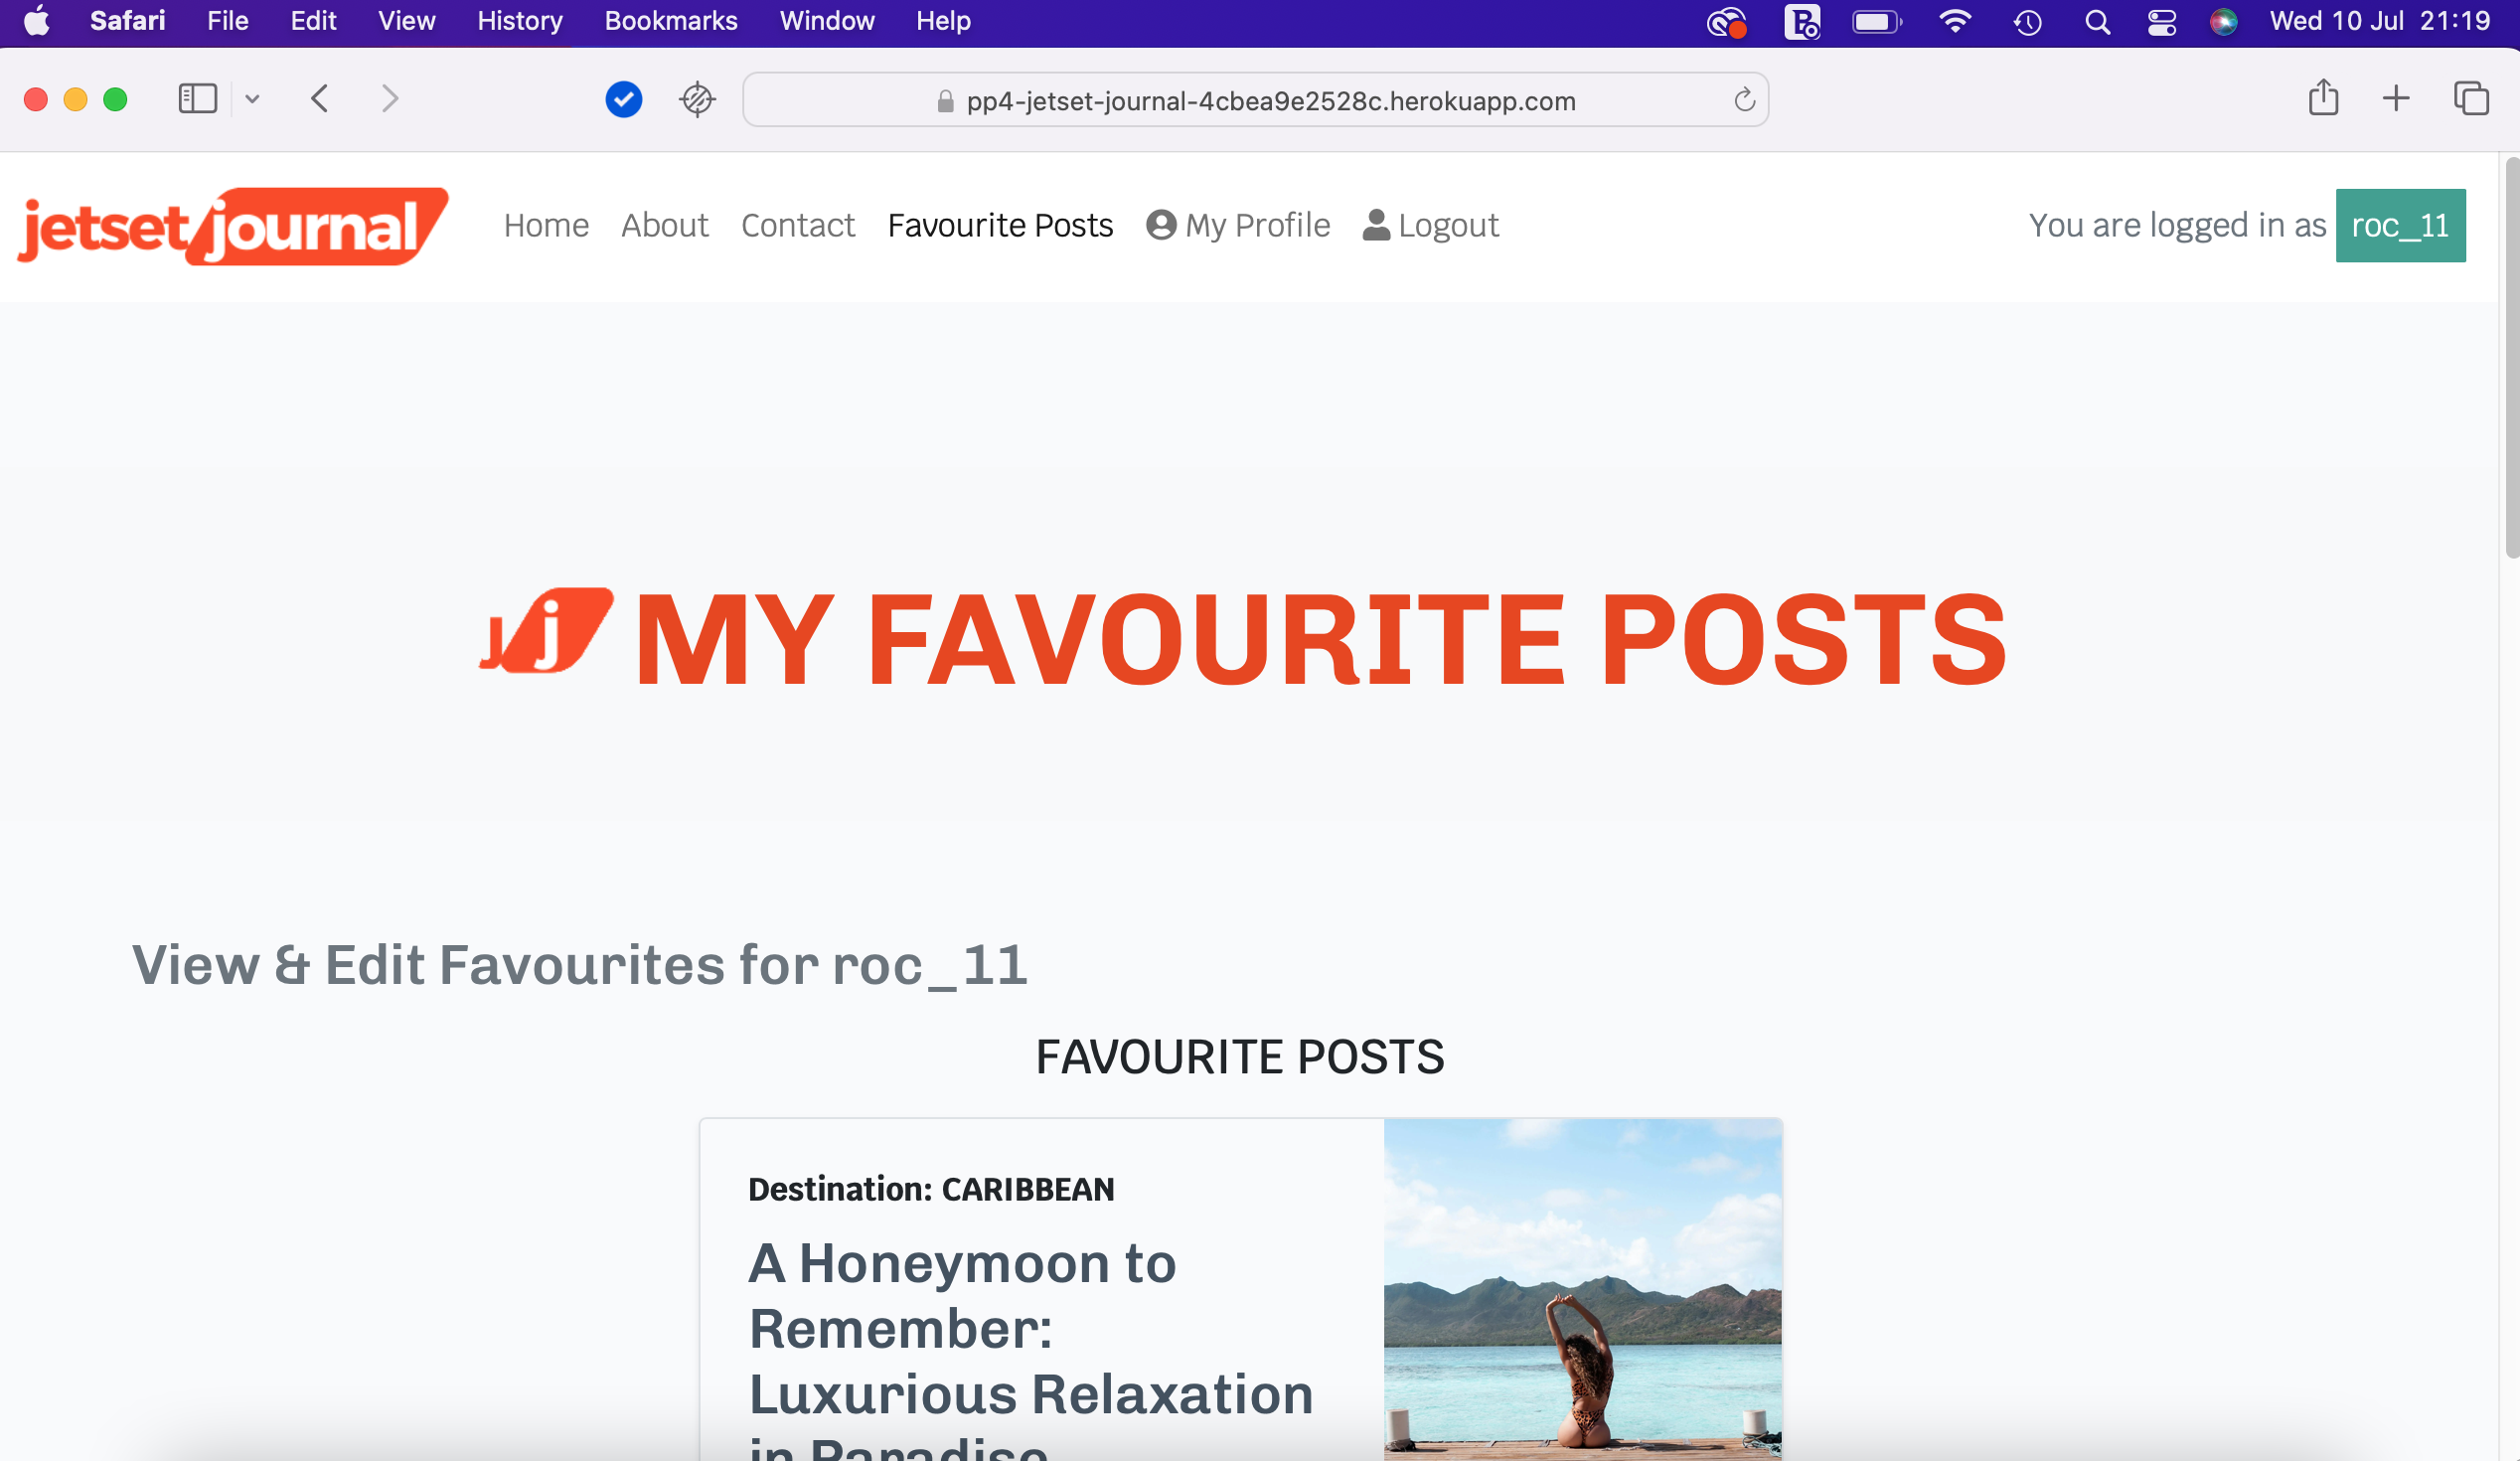 Safari File Edit View History Bookmarks Window Help Wed 10 Jul 21:19
pp4-jetset-journal-4cbea9e2528c.herokuapp.com
jetset journal Home About Contact Favourite Posts My Profile Logout You are logged in as roc_11
Jj MY FAVOURITE POSTS
View & Edit Favourites for roc_11
FAVOURITE POSTS
Destination: CARIBBEAN
A Honeymoon to
Remember:
Luxurious Relaxation
in Paradise